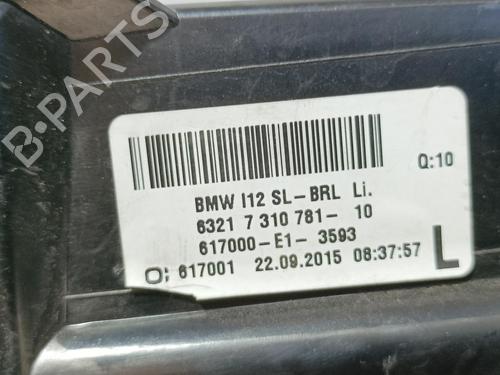 B-PARTS
Q:10
BMW I12 SL-BRL Li.
6321 7 310 781- 10
617000-E1- 3593
O; 617001 22.09.2015 08:37:57 L